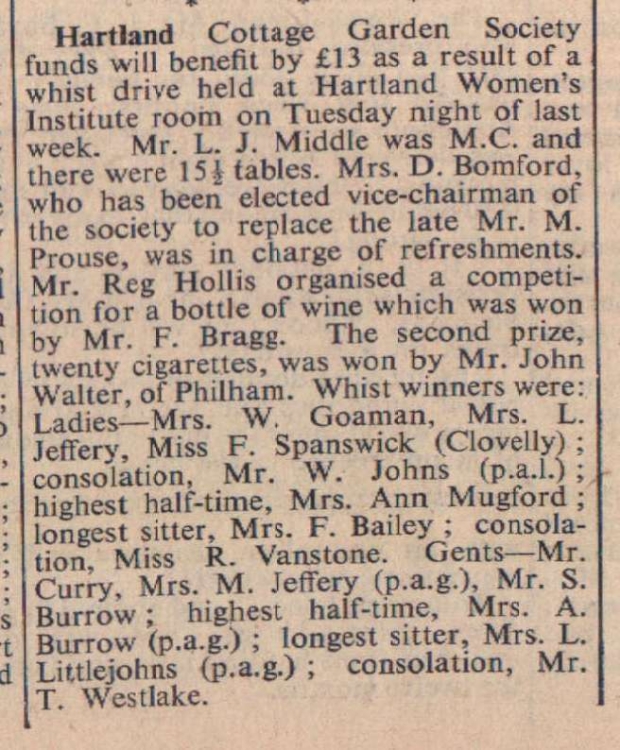 Hartland Cottage Garden Society
funds will benefit by £13 as a result of a
whist drive held at Hartland Women's
Institute room on Tuesday night of last
week. Mr. L. J. Middle was M.C. and
there were 15½ tables. Mrs. D. Bomford,
who has been elected vice-chairman of
the society to replace the late Mr. M.
Prouse, was in charge of refreshments.
Mr. Reg Hollis organised a competi-
tion for a bottle of wine which was won
by Mr. F. Bragg. The second prize,
twenty cigarettes, was won by Mr. John
Walter, of Philham. Whist winners were:
Ladies—Mrs. W. Goaman, Mrs. L.
Jeffery, Miss F. Spanswick (Clovelly) ;
consolation, Mr. W. Johns (p.a.l.) ;
highest half-time, Mrs. Ann Mugford ;
longest sitter, Mrs. F. Bailey ; consola-
tion, Miss R. Vanstone. Gents—Mr.
Curry, Mrs. M. Jeffery (p.a.g.), Mr. S.
Burrow ; highest half-time, Mrs. A.
Burrow (p.a.g.) ; longest sitter, Mrs. L.
Littlejohns (p.a.g.) ; consolation, Mr.
T. Westlake.